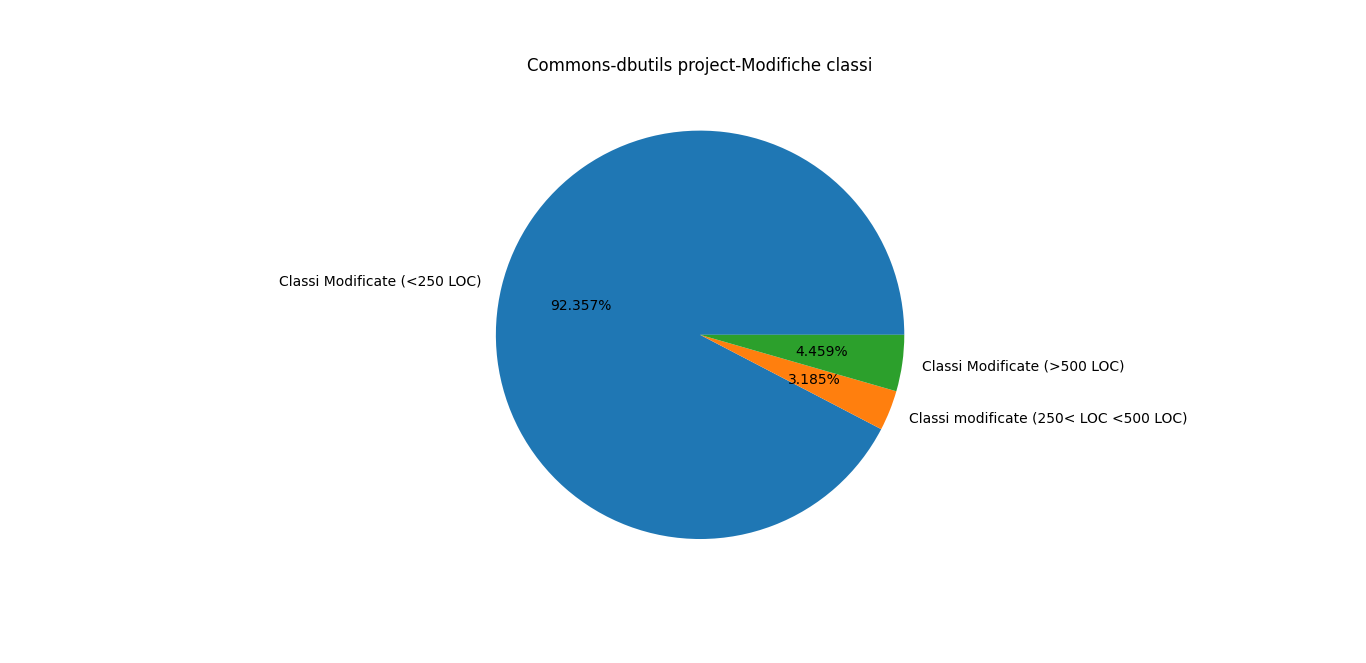 Commons-dbutils project-Modifiche classi
Classi Modificate (<250 LOC)
92.357%
4.459%
Classi Modificate (>500 LOC)
3.185%
Classi modificate (250< LOC <500 LOC)